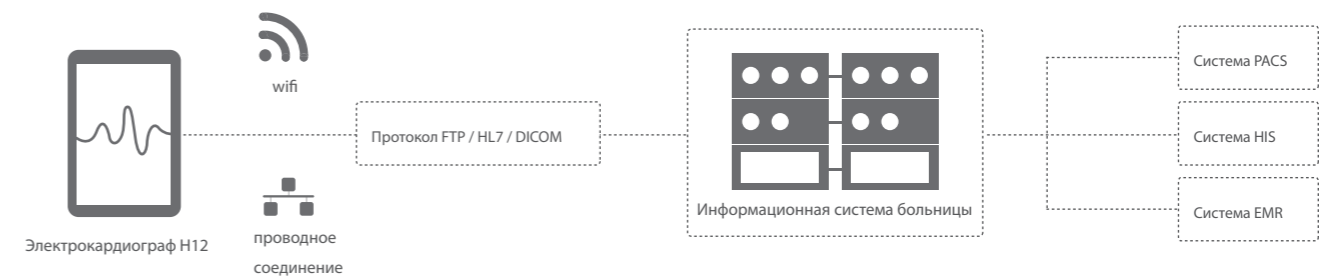 wifi
Электрокардиограф H12
проводное
соединение
Протокол FTP / HL7 / DICOM
Информационная система больницы
Система PACS
Система HIS
Система EMR